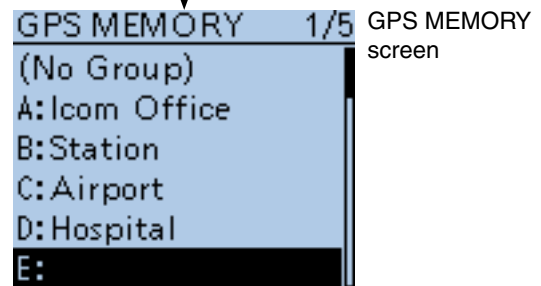 GPS MEMORY 1/5
(No Group)
A:Icom Office
B:Station
C:Airport
D:Hospital
E:
GPS MEMORY
screen